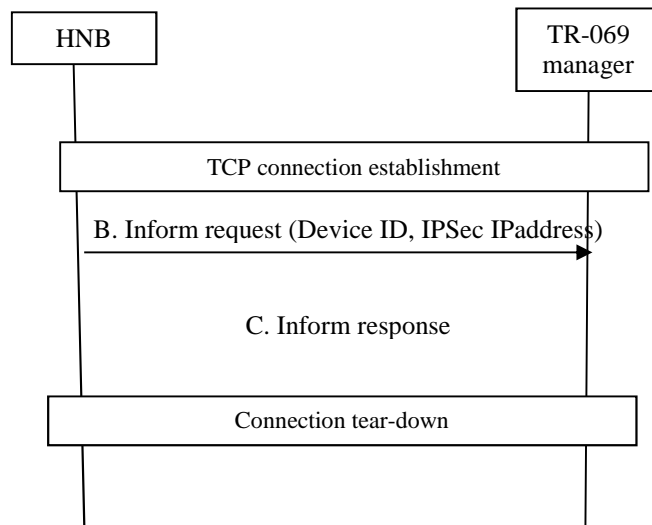 HNB
TR-069
manager
TCP connection establishment
B. Inform request (Device ID, IPSec IPaddress)
C. Inform response
Connection tear-down